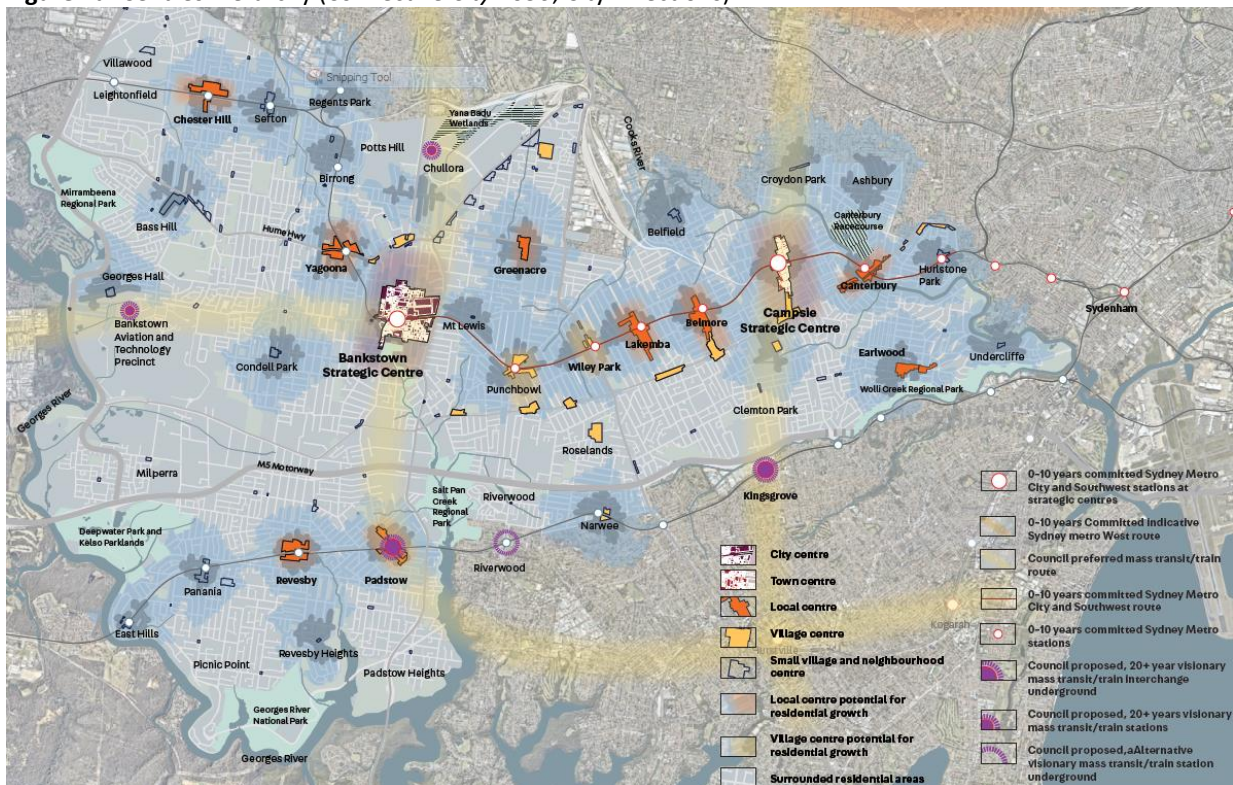 Villawood
Leightonfield
Snipping Tool
Regents Park
Chester Hill
Sefton
Yana Badu
Wetlands
Potts Hill
Chullora
Birrong
Cooks River
Croydon Park
Ashbury
Mirrambeena
Regional Park
Bass Hill
Hume Hwy
Belfield
Canterbury
Racecourse
Yagoona
Greenacre
Georges Hall
Canterbury
Hurlstone
Park
Bankstown
Aviation and
Technology
Precinct
Mt Lewis
Belmore
Campsie
Strategic Centre
Sydenham
Bankstown
Strategic Centre
Lakemba
Wiley Park
Condell Park
Punchbowl
Earlwood
Undercliffe
Wolli Creek Regional Park
Georges River
Clemton Park
Roselands
Milperra
M5 Motorway
Salt Pan
Creek
Regional
Park
Riverwood
Kingsgrove
Deepwater Park and
Kelso Parklands
Narwee
Riverwood
Revesby
Padstow
Panania
East Hills
Revesby Heights
Picnic Point
Padstow Heights
Kogarah
Georges River
National Park
Georges River
City centre
Town centre
Local centre
Village centre
Small village and neighbourhood
centre
Local centre potential for
residential growth
Village centre potential for
residential growth
Surrounded residential areas
0-10 years committed Sydney Metro
City and Southwest stations at
strategic centres
0-10 years Committed indicative
Sydney metro West route
Council preferred mass transit/train
route
0-10 years committed Sydney Metro
City and Southwest route
0-10 years committed Sydney Metro
stations
Council proposed, 20+ year visionary
mass transit/train interchange
underground
Council proposed, 20+ years visionary
mass transit/train stations
Council proposed,aAlternative
visionary mass transit/train station
underground